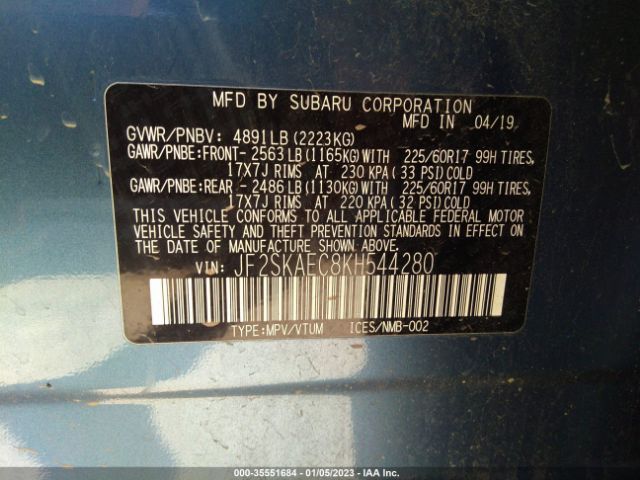 MFD BY SUBARU CORPORATION
MFD IN 04/19
GVWR/PNBV: 4891LB(2223KG)
GAWR/PNBE:FRONT- 2563LB(1165KG)WITH 225/60R17 99H TIRES,
17X7J RIMS AT 230 KPA( 33 PSI)COLD
GAWR/PNBE:REAR - 2486LB(1130KG)WITH 225/60R17 99H TIRES,
17X7J RIMS AT 220 KPA( 32 PSI)COLD
THIS VEHICLE CONFORMS TO ALL APPLICABLE FEDERAL MOTOR
VEHICLE SAFETY AND THEFT PREVENTION STANDARDS IN EFFECT ON
THE DATE OF MANUFACTURE SHOWN ABOVE.
VIN: JF2SKAEC8KH544280
TYPE:MPV/VTUM ICES/NMB-002
000-35551684 | 01/05/2023 - IAA Inc.